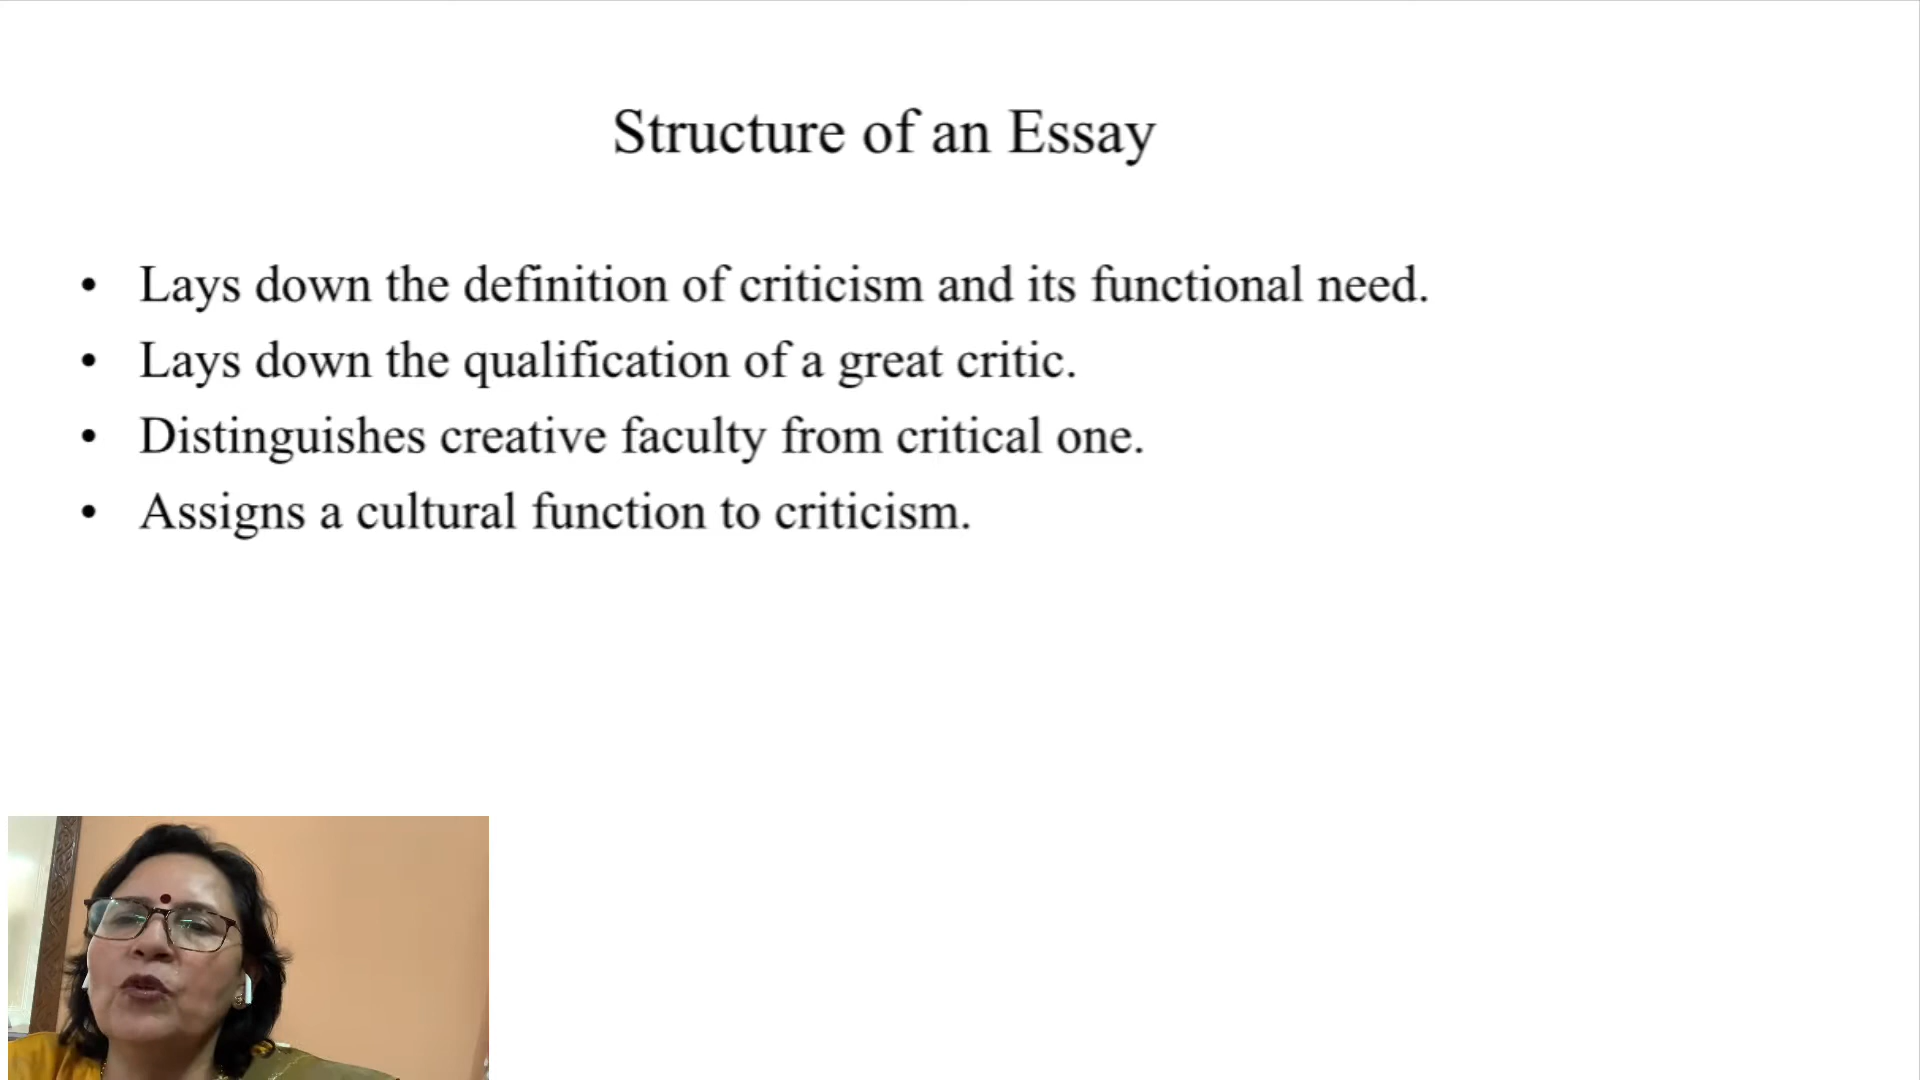 Structure of an Essay
• Lays down the definition of criticism and its functional need.
• Lays down the qualification of a great critic.
• Distinguishes creative faculty from critical one.
• Assigns a cultural function to criticism.